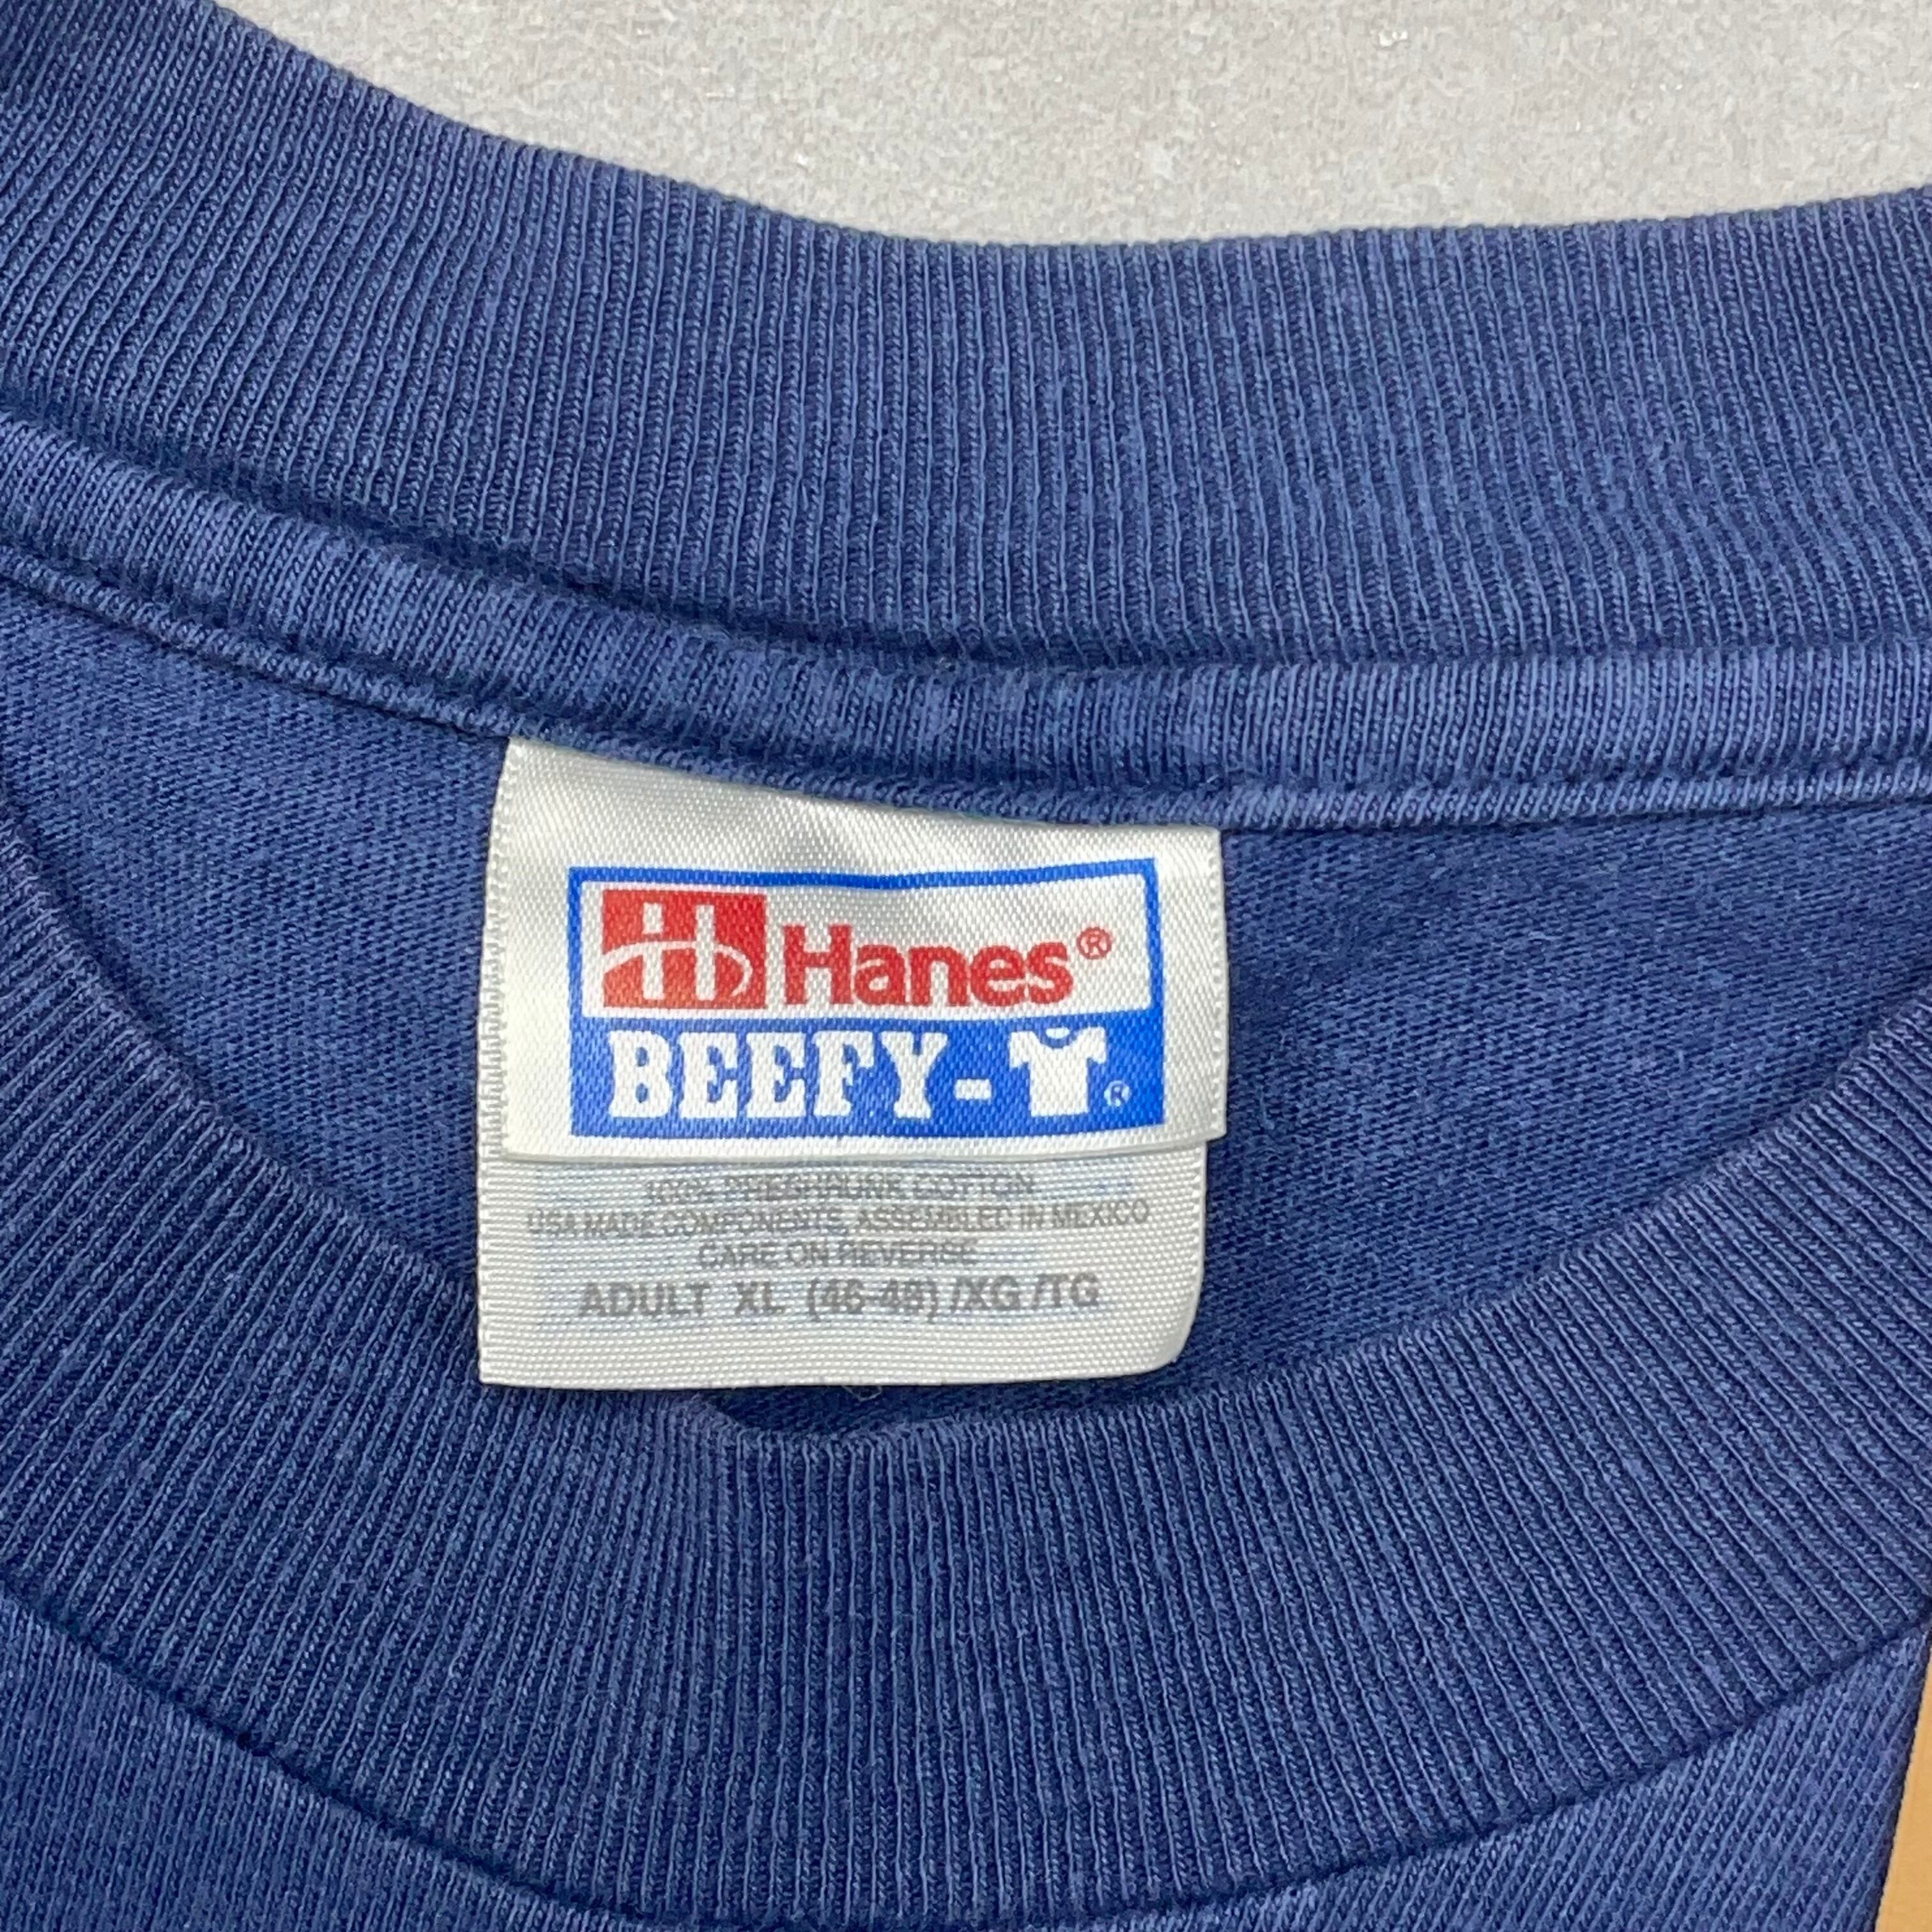 Hanes®
BEEFY-T®
100% PRESHRUNK COTTON
USA MADE COMPONENTS, ASSEMBLED IN MEXICO
CARE ON REVERSE
ADULT XL (46-48) /XG /TG